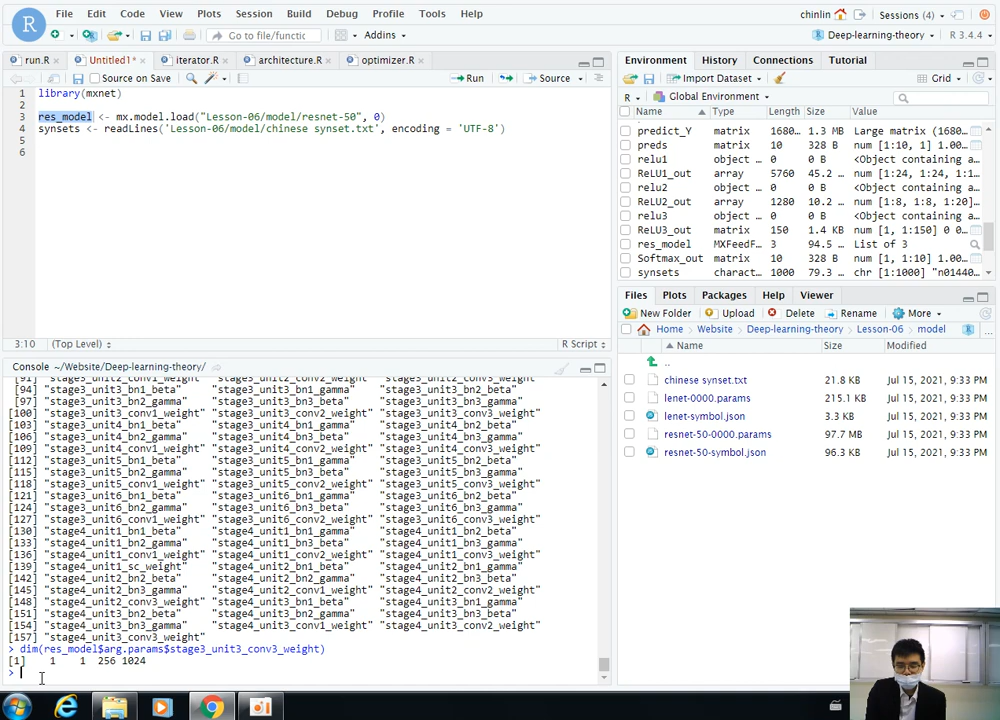 R File Edit Code View Plots Session Build Debug Profile Tools Help chinlin Sessions (4)
Go to file/functic Addins Deep-learning-theory R 3.4.4
run.R × Untitled1* × iterator.R × architecture.R × optimizer.R ×
Source on Save Run Source
1 library(mxnet)
2
3 res_model <- mx.model.load("Lesson-06/model/resnet-50", 0)
4 synsets <- readLines('Lesson-06/model/chinese synset.txt', encoding = 'UTF-8')
5
6
3:10 (Top Level) R Script
Console ~/Website/Deep-learning-theory/
[91] "stage3_unit2_conv2_weight" "stage3_unit2_conv3_weight"
[94] "stage3_unit3_bn1_beta" "stage3_unit3_bn1_gamma" "stage3_unit3_bn2_beta"
[97] "stage3_unit3_bn2_gamma" "stage3_unit3_bn3_beta" "stage3_unit3_bn3_gamma"
[100] "stage3_unit3_conv1_weight" "stage3_unit3_conv2_weight" "stage3_unit3_conv3_weight"
[103] "stage3_unit4_bn1_beta" "stage3_unit4_bn1_gamma" "stage3_unit4_bn2_beta"
[106] "stage3_unit4_bn2_gamma" "stage3_unit4_bn3_beta" "stage3_unit4_bn3_gamma"
[109] "stage3_unit4_conv1_weight" "stage3_unit4_conv2_weight" "stage3_unit4_conv3_weight"
[112] "stage3_unit5_bn1_beta" "stage3_unit5_bn1_gamma" "stage3_unit5_bn2_beta"
[115] "stage3_unit5_bn2_gamma" "stage3_unit5_bn3_beta" "stage3_unit5_bn3_gamma"
[118] "stage3_unit5_conv1_weight" "stage3_unit5_conv2_weight" "stage3_unit5_conv3_weight"
[121] "stage3_unit6_bn1_beta" "stage3_unit6_bn1_gamma" "stage3_unit6_bn2_beta"
[124] "stage3_unit6_bn2_gamma" "stage3_unit6_bn3_beta" "stage3_unit6_bn3_gamma"
[127] "stage3_unit6_conv1_weight" "stage3_unit6_conv2_weight" "stage3_unit6_conv3_weight"
[130] "stage4_unit1_bn1_beta" "stage4_unit1_bn1_gamma" "stage4_unit1_bn2_beta"
[133] "stage4_unit1_bn2_gamma" "stage4_unit1_bn3_beta" "stage4_unit1_bn3_gamma"
[136] "stage4_unit1_conv1_weight" "stage4_unit1_conv2_weight" "stage4_unit1_conv3_weight"
[139] "stage4_unit1_sc_weight" "stage4_unit2_bn1_beta" "stage4_unit2_bn1_gamma"
[142] "stage4_unit2_bn2_beta" "stage4_unit2_bn2_gamma" "stage4_unit2_bn3_beta"
[145] "stage4_unit2_bn3_gamma" "stage4_unit2_conv1_weight" "stage4_unit2_conv2_weight"
[148] "stage4_unit2_conv3_weight" "stage4_unit3_bn1_beta" "stage4_unit3_bn1_gamma"
[151] "stage4_unit3_bn2_beta" "stage4_unit3_bn2_gamma" "stage4_unit3_bn3_beta"
[154] "stage4_unit3_bn3_gamma" "stage4_unit3_conv1_weight" "stage4_unit3_conv2_weight"
[157] "stage4_unit3_conv3_weight"
> dim(res_model$arg.params$stage3_unit3_conv3_weight)
[1] 1 1 256 1024
>
Environment History Connections Tutorial
Import Dataset Grid
R Global Environment
Name Type Length Size Value
predict_Y matrix 1680... 1.3 MB Large matrix (1680...
preds matrix 10 328 B num [1:10, 1] 1.00...
relu1 object ... 0 0 B <Object containing a...
ReLU1_out array 5760 45.2 ... num [1:24, 1:24, 1:1...
relu2 object ... 0 0 B <Object containing a...
ReLU2_out array 1280 10.2 ... num [1:8, 1:8, 1:20]...
relu3 object ... 0 0 B <Object containing a...
ReLU3_out matrix 150 1.4 KB num [1, 1:150] 0 0...
res_model MXFeedF... 3 94.5 ... List of 3
Softmax_out matrix 10 328 B num [1, 1:10] 1.00...
synsets charact... 1000 79.3 ... chr [1:1000] "n01440...
Files Plots Packages Help Viewer
New Folder Upload Delete Rename More
Home > Website > Deep-learning-theory > Lesson-06 > model
Name Size Modified
..
chinese synset.txt 21.8 KB Jul 15, 2021, 9:33 PM
lenet-0000.params 215.1 KB Jul 15, 2021, 9:33 PM
lenet-symbol.json 3.3 KB Jul 15, 2021, 9:33 PM
resnet-50-0000.params 97.7 MB Jul 15, 2021, 9:33 PM
resnet-50-symbol.json 96.3 KB Jul 15, 2021, 9:33 PM